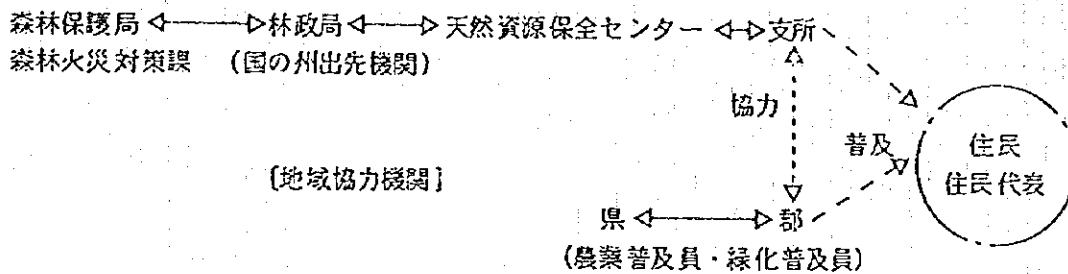 森林保護局 林政局 天然資源保全センター 支所
森林火災対策課 (国の州出先機関)
協力
普及
住民
住民代表
[地域協力機関]
県 郡
(農業普及員・緑化普及員)